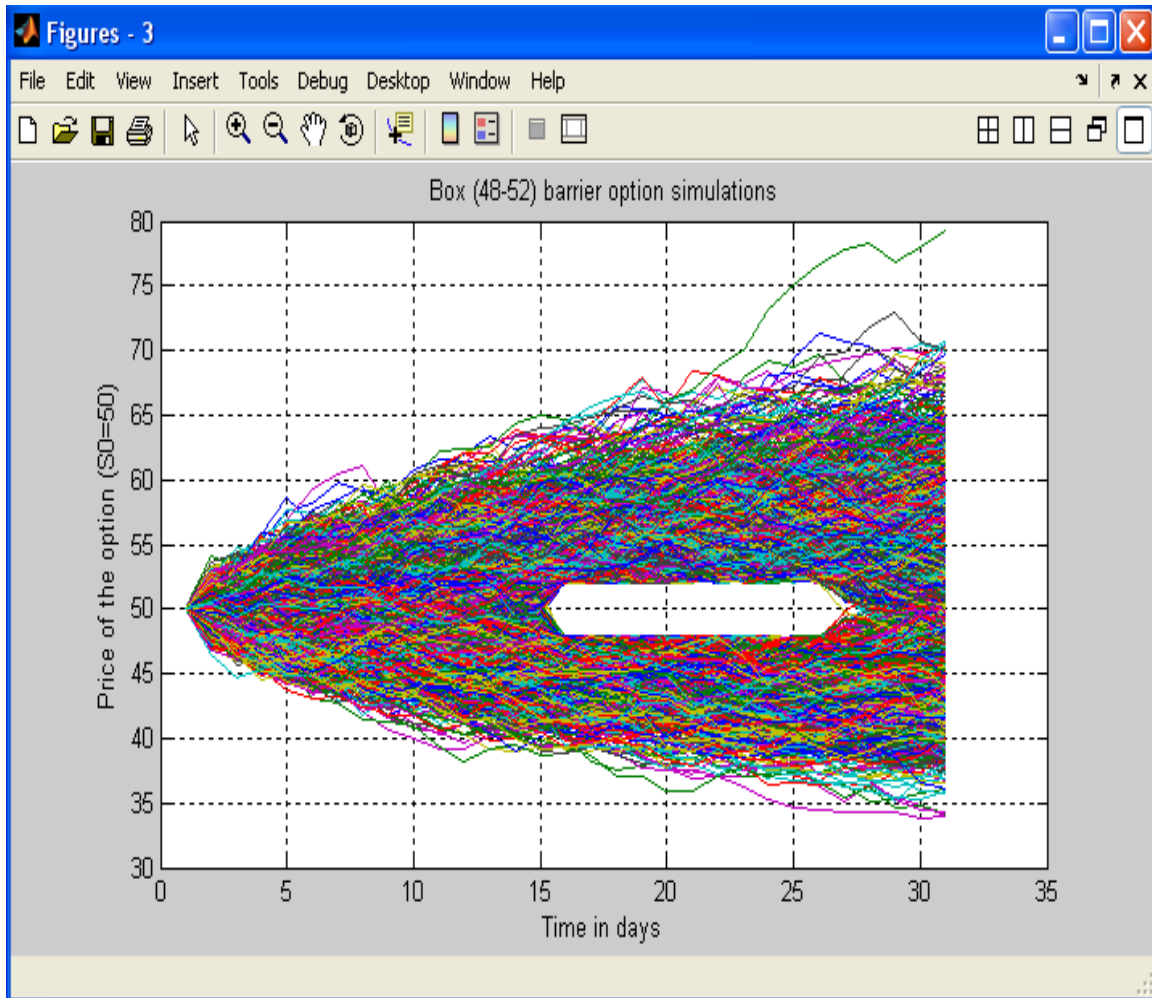 Figures - 3
File Edit View Insert Tools Debug Desktop Window Help
Box (48-52) barrier option simulations
80
75
70
65
60
55
50
45
40
35
30
Price of the option (S0=50)
0 5 10 15 20 25 30 35
Time in days